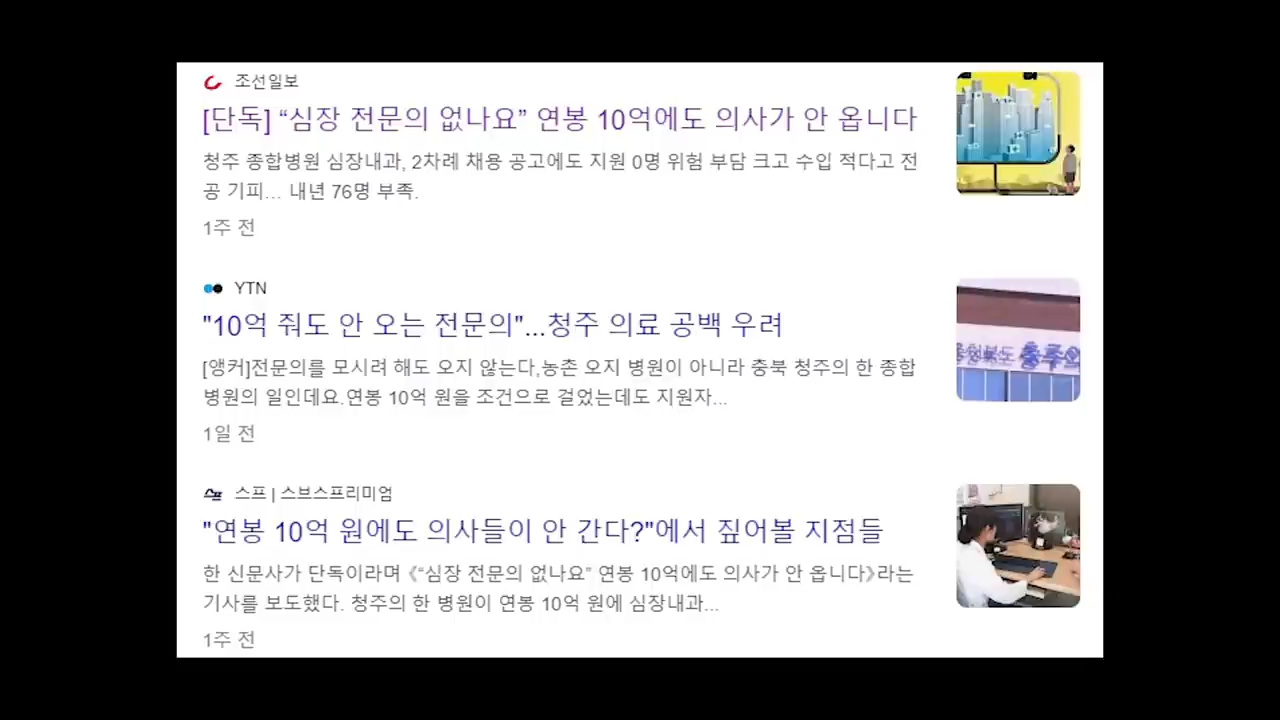 조선일보
[단독] “심장 전문의 없나요” 연봉 10억에도 의사가 안 옵니다
청주 종합병원 심장내과, 2차례 채용 공고에도 지원 0명 위험 부담 크고 수입 적다고 전
공 기피... 내년 76명 부족.
1주 전
YTN
"10억 줘도 안 오는 전문의"...청주 의료 공백 우려
[앵커]전문의를 모시려 해도 오지 않는다,농촌 오지 병원이 아니라 충북 청주의 한 종합
병원의 일인데요.연봉 10억 원을 조건으로 걸었는데도 지원자...
1일 전
스프 | 스브스프리미엄
"연봉 10억 원에도 의사들이 안 간다?"에서 짚어볼 지점들
한 신문사가 단독이라며 《“심장 전문의 없나요” 연봉 10억에도 의사가 안 옵니다》라는
기사를 보도했다. 청주의 한 병원이 연봉 10억 원에 심장내과...
1주 전